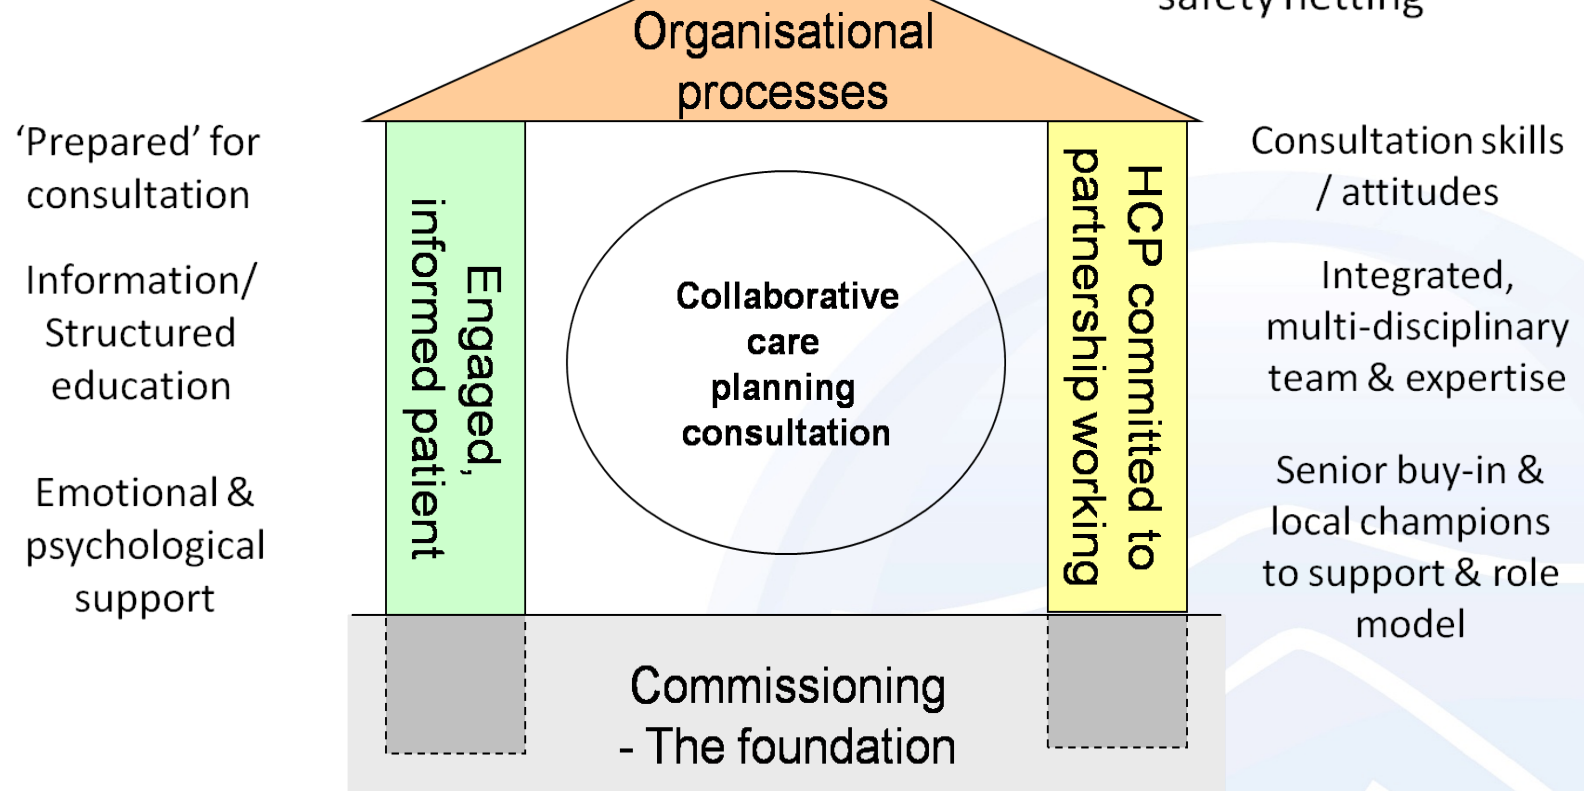 safety netting
Organisational
processes
‘Prepared’ for
consultation
Information/
Structured
education
Emotional &
psychological
support
Engaged,
informed patient
Collaborative
care
planning
consultation
HCP committed to
partnership working
Consultation skills
/ attitudes
Integrated,
multi-disciplinary
team & expertise
Senior buy-in &
local champions
to support & role
model
Commissioning
- The foundation